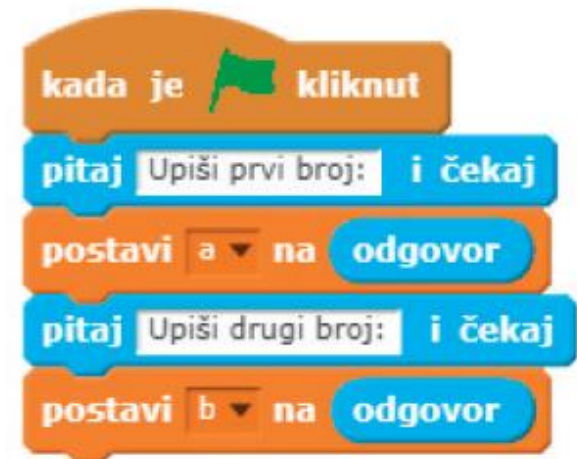 kada je kliknut
pitaj Upiši prvi broj: i čekaj
postavi a na odgovor
pitaj Upiši drugi broj: i čekaj
postavi b na odgovor